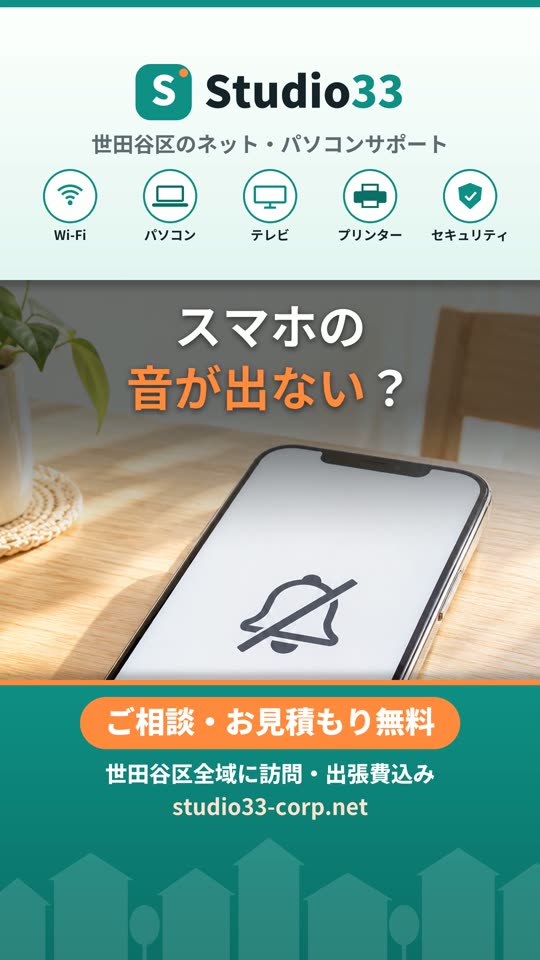 S Studio33
世田谷区のネット・パソコンサポート
Wi-Fi パソコン テレビ プリンター セキュリティ
スマホの
音が出ない？
ご相談・お見積もり無料
世田谷区全域に訪問・出張費込み
studio33-corp.net